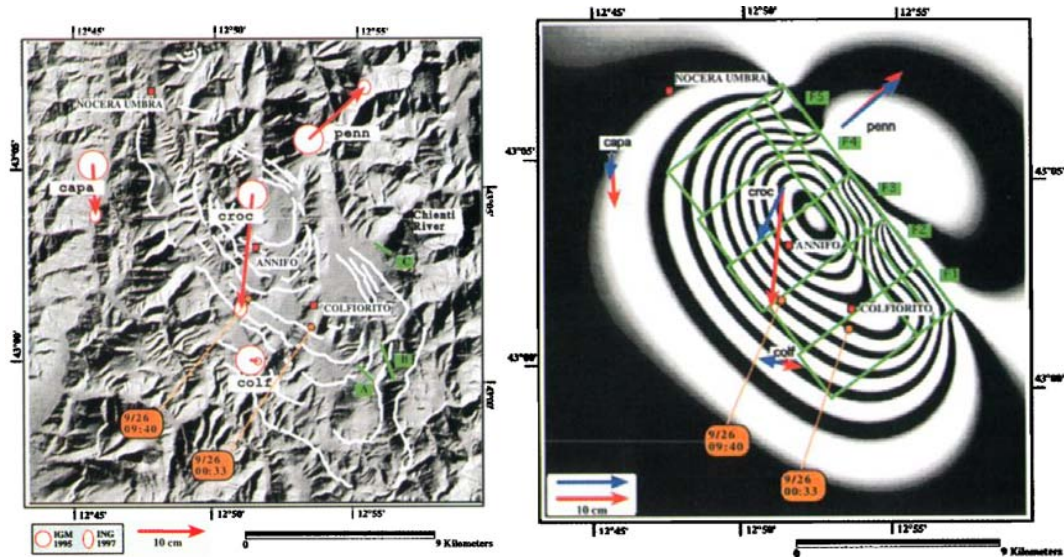 12°45'
12°50'
12°55'
NOCERA UMBRA
penn
43°05'
43°05'
capa
croc
Chienti
River
ANNIFO
C
COLFIORITO
43°00'
43°00'
B
colf
A
9/26
09:40
9/26
00:33
12°45'
12°50'
12°55'
IGM
1995
ING
1997
10 cm
0
9 Kilometers
12°45'
12°50'
12°55'
NOCERA UMBRA
F5
penn
capa
F4
43°05'
43°05'
F3
croc
F2
ANNIFO
F1
COLFIORITO
colf
43°00'
43°00'
9/26
09:40
9/26
00:33
10 cm
12°45'
12°50'
12°55'
0
9 Kilometers